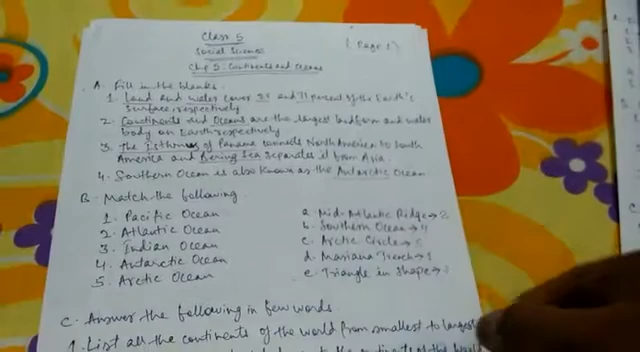 Class 5
Social Science
(Page 1)
Chp 5: Continents and Oceans
A. Fill in the blanks.
1. Land and water cover 29 and 71 percent of the Earth's
surface, respectively
2. Continents and Oceans are the largest landform and water
body on Earth respectively
3. The Isthmus of Panama connects North America to South
America and Bering Sea separates it from Asia.
4. Southern Ocean is also known as the Antarctic Ocean.
B. Match the following
1. Pacific Ocean
2. Atlantic Ocean
3. Indian Ocean
4. Antarctic Ocean
5. Arctic Ocean
a. Mid-Atlantic Ridge→2
b. Southern Ocean→4
c. Arctic Circle→5
d. Mariana Trench→1
e. Triangle in shape→3
C. Answer the following in few words.
1. List all the continents of the world from smallest to largest